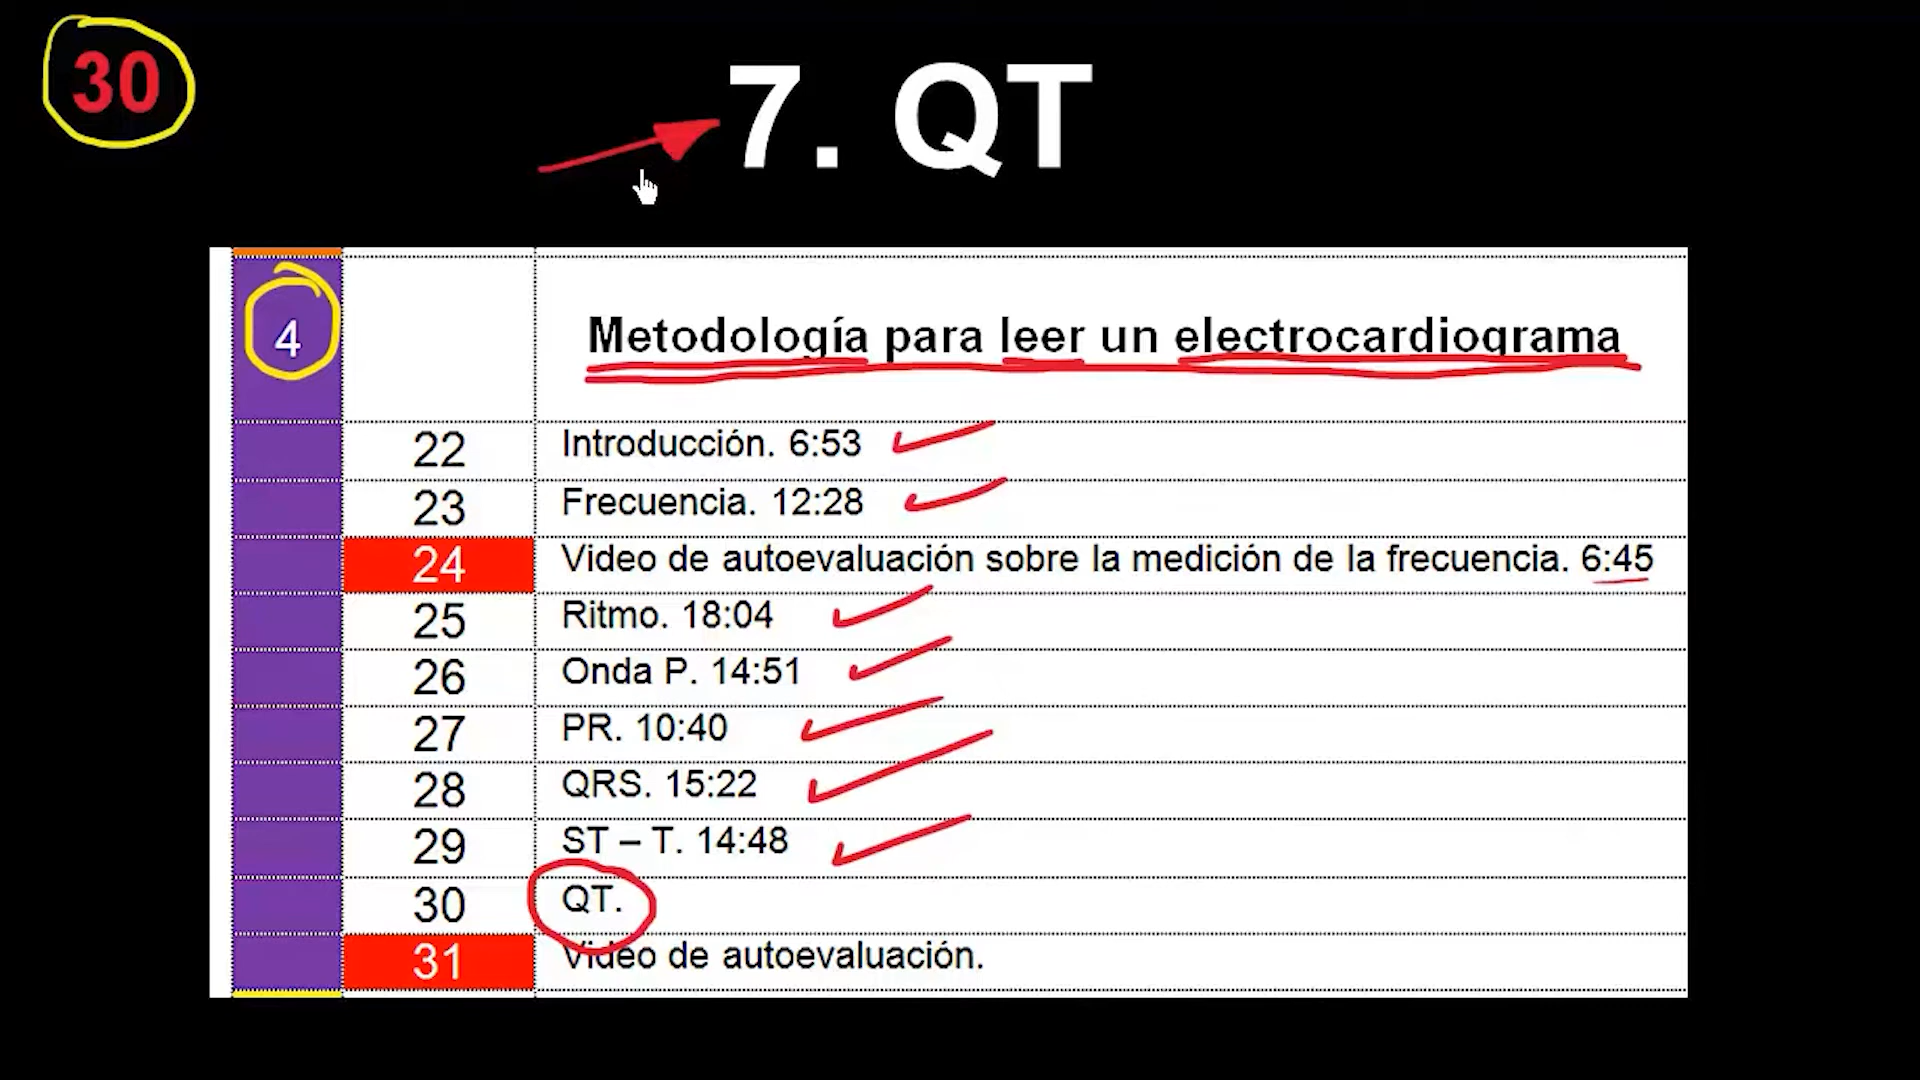 30
7. QT
4
Metodología para leer un electrocardiograma
22 Introducción. 6:53
23 Frecuencia. 12:28
24 Video de autoevaluación sobre la medición de la frecuencia. 6:45
25 Ritmo. 18:04
26 Onda P. 14:51
27 PR. 10:40
28 QRS. 15:22
29 ST – T. 14:48
30 QT.
31 Video de autoevaluación.